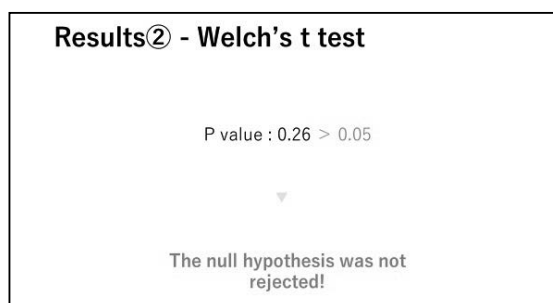 Results② - Welch's t test
P value : 0.26 > 0.05
▼
The null hypothesis was not
rejected!